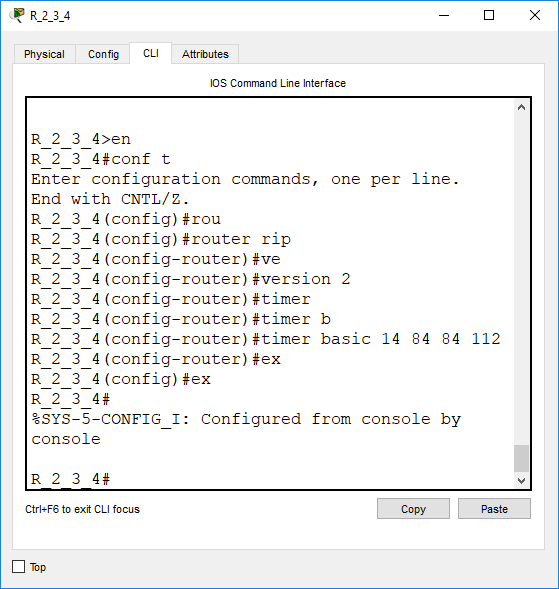 R_2_3_4
Physical Config CLI Attributes
IOS Command Line Interface
R_2_3_4>en
R_2_3_4#conf t
Enter configuration commands, one per line.
End with CNTL/Z.
R_2_3_4(config)#rou
R_2_3_4(config)#router rip
R_2_3_4(config-router)#ve
R_2_3_4(config-router)#version 2
R_2_3_4(config-router)#timer
R_2_3_4(config-router)#timer b
R_2_3_4(config-router)#timer basic 14 84 84 112
R_2_3_4(config-router)#ex
R_2_3_4(config)#ex
R_2_3_4#
%SYS-5-CONFIG_I: Configured from console by
console
R_2_3_4#
Ctrl+F6 to exit CLI focus
Copy Paste
Top